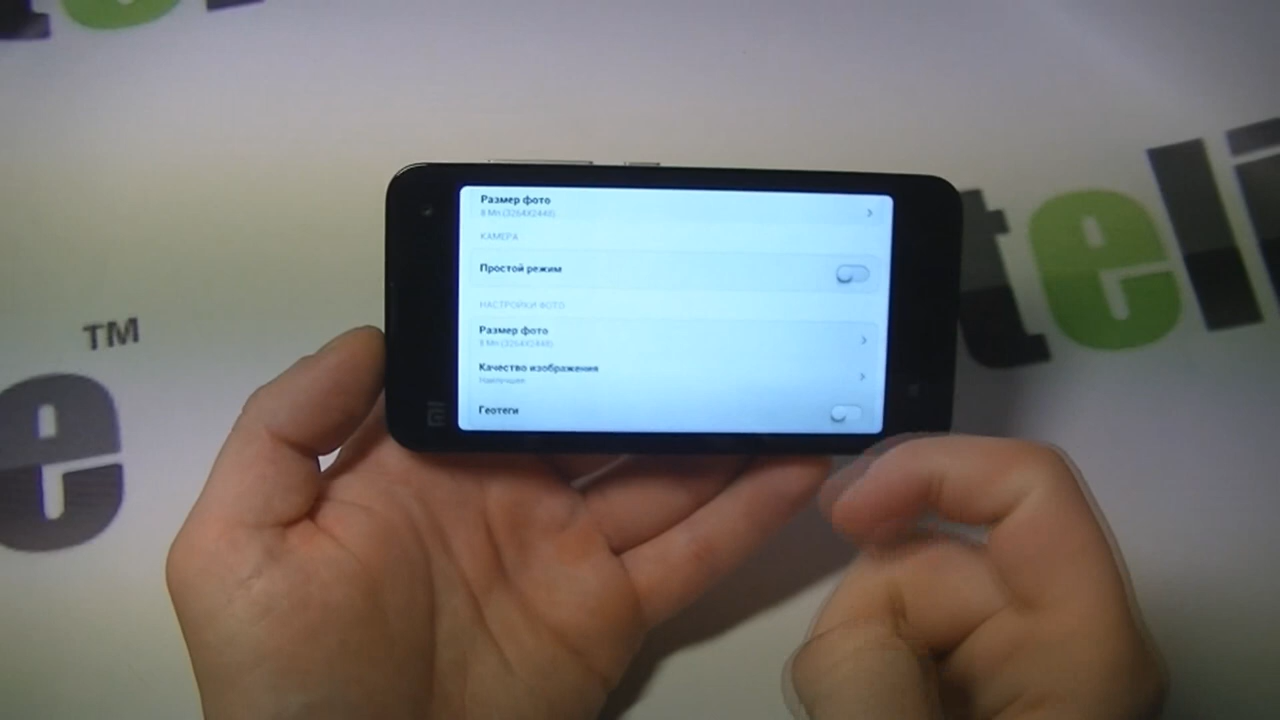 Размер фото
8 Мп (3264X2448)
КАМЕРА
Простой режим
НАСТРОЙКИ ФОТО
Размер фото
8 Мп (3264X2448)
Качество изображения
Наилучшее
Геотеги
TM
e
teli